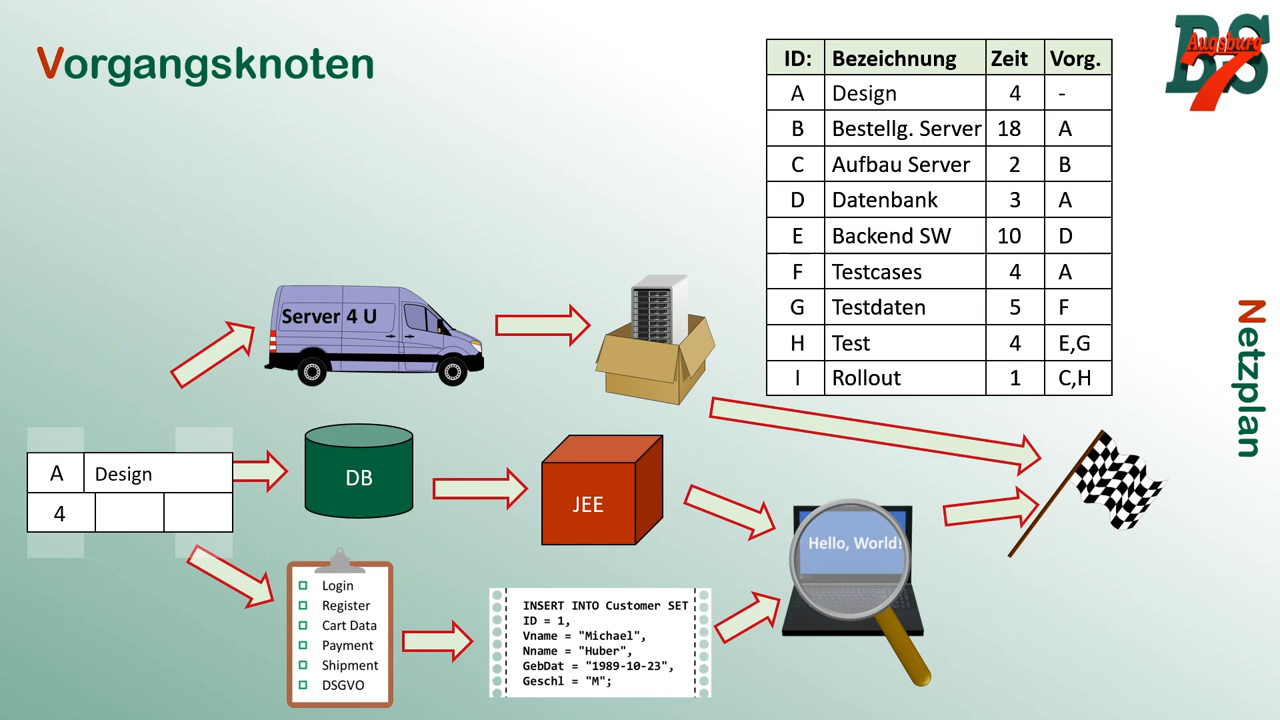 Vorgangsknoten
ID: Bezeichnung Zeit Vorg.
A Design 4 -
B Bestellg. Server 18 A
C Aufbau Server 2 B
D Datenbank 3 A
E Backend SW 10 D
F Testcases 4 A
G Testdaten 5 F
H Test 4 E,G
I Rollout 1 C,H
BS
Augsburg
7
Netzplan
Server 4 U
A Design
4
DB
JEE
Hello, World!
Login
Register
Cart Data
Payment
Shipment
DSGVO
INSERT INTO Customer SET
ID = 1,
Vname = "Michael",
Nname = "Huber",
GebDat = "1989-10-23",
Geschl = "M";